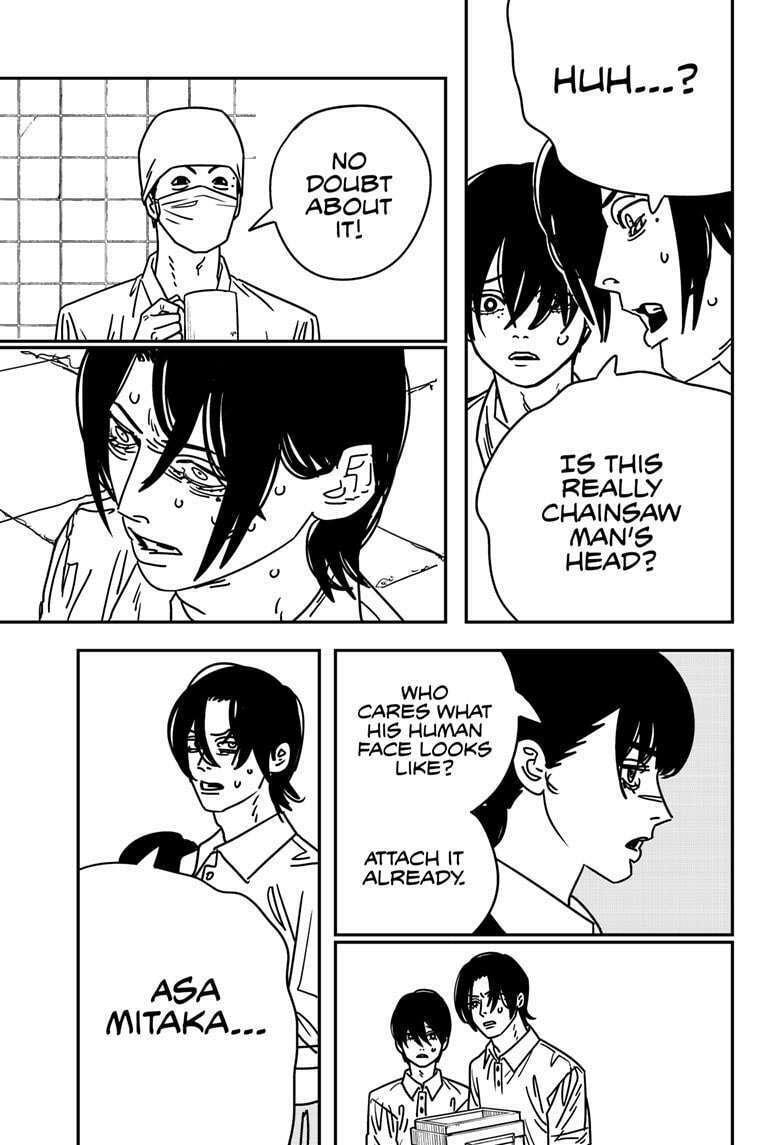 HUH...?
IS THIS
REALLY
CHAINSAW
MAN'S
HEAD?
NO
DOUBT
ABOUT
IT!
WHO
CARES WHAT
HIS HUMAN
FACE LOOKS
LIKE?
ATTACH IT
ALREADY.
ASA
MITAKA...